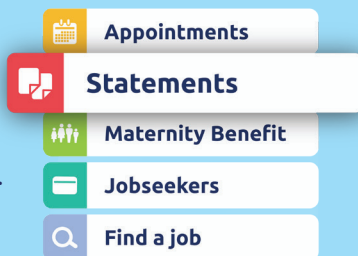 Appointments
Statements
Maternity Benefit
Jobseekers
Find a job